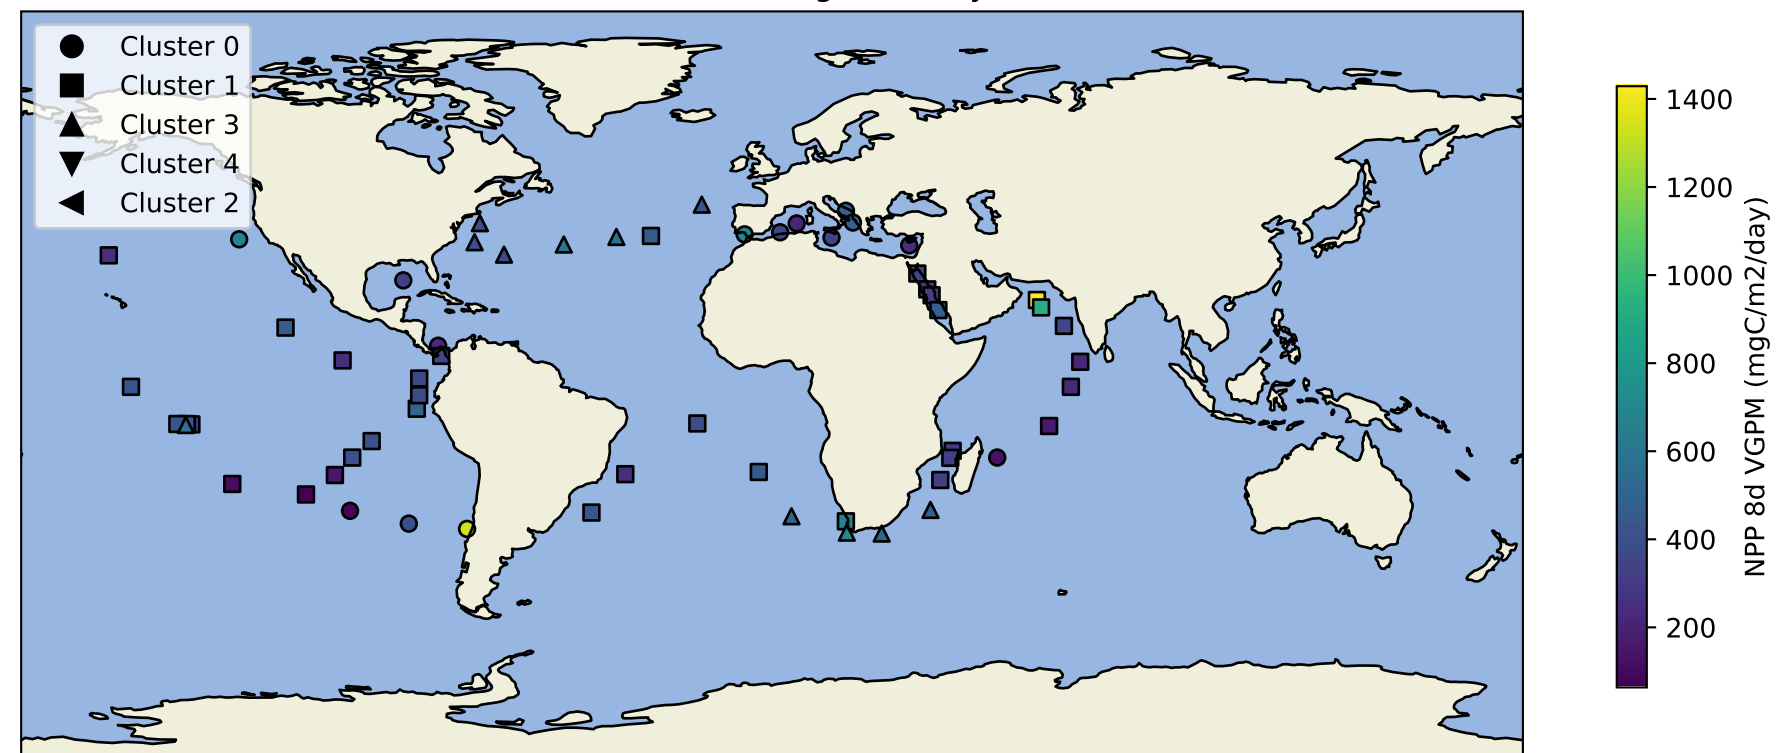 Cluster 0
Cluster 1
Cluster 3
Cluster 4
Cluster 2
1400
1200
1000
800
600
400
200
NPP 8d VGPM (mgC/m2/day)